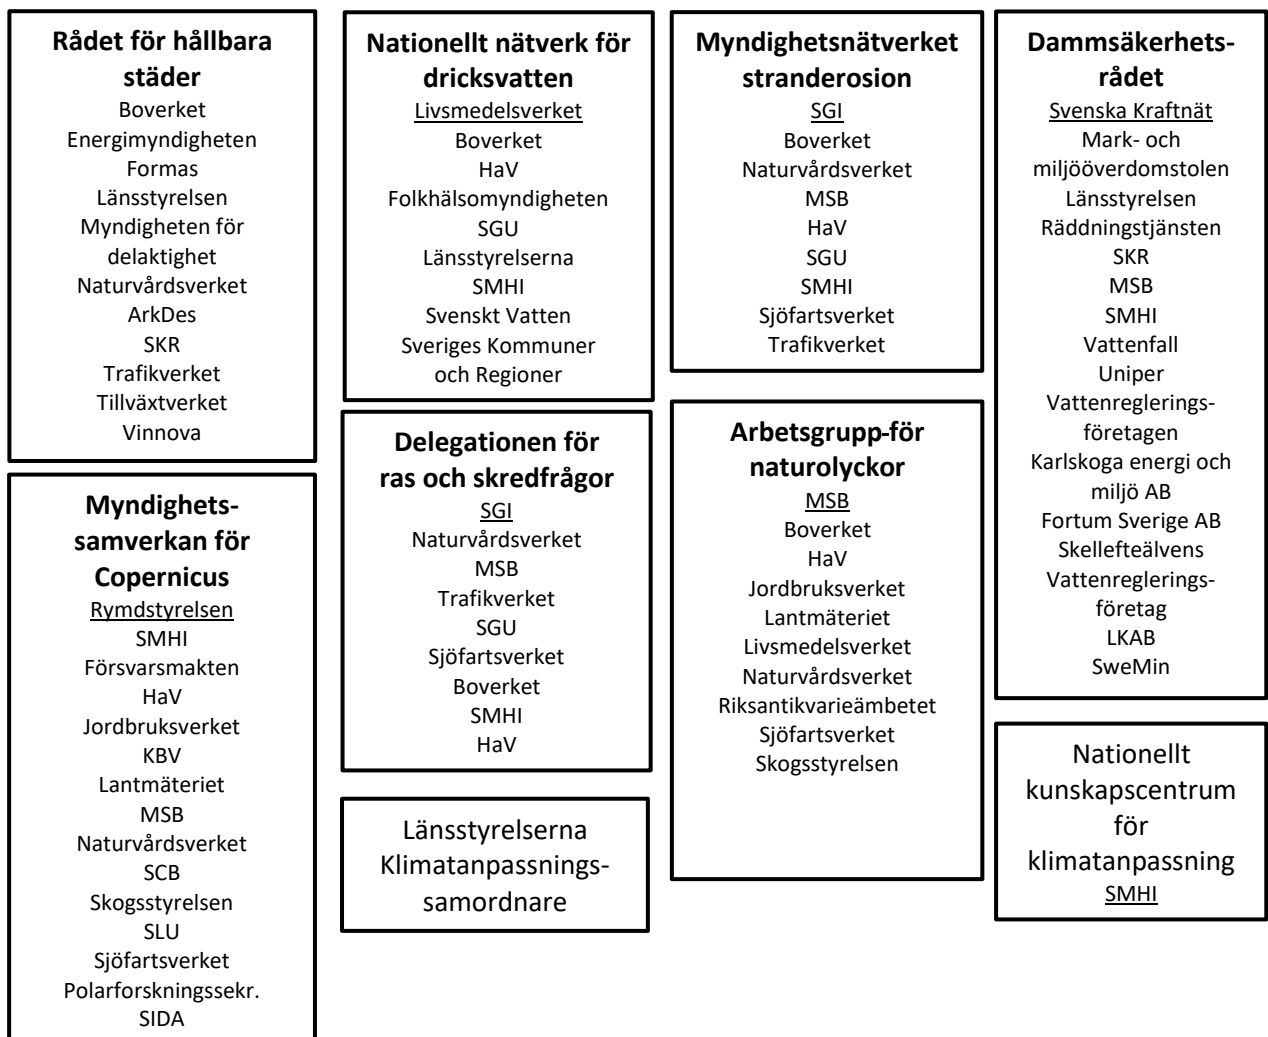 Rådet för hållbara
städer
Boverket
Energimyndigheten
Formas
Länsstyrelsen
Myndigheten för
delaktighet
Naturvårdsverket
ArkDes
SKR
Trafikverket
Tillväxtverket
Vinnova
Myndighets-
samverkan för
Copernicus
Rymdstyrelsen
SMHI
Försvarsmakten
HaV
Jordbruksverket
KBV
Lantmäteriet
MSB
Naturvårdsverket
SCB
Skogsstyrelsen
SLU
Sjöfartsverket
Polarforskningssekr.
SIDA
Nationellt nätverk för
dricksvatten
Livsmedelsverket
Boverket
HaV
Folkhälsomyndigheten
SGU
Länsstyrelserna
SMHI
Svenskt Vatten
Sveriges Kommuner
och Regioner
Delegationen för
ras och skredfrågor
SGI
Naturvårdsverket
MSB
Trafikverket
SGU
Sjöfartsverket
Boverket
SMHI
HaV
Länsstyrelserna
Klimatanpassnings-
samordnare
Myndighetsnätverket
stranderosion
SGI
Boverket
Naturvårdsverket
MSB
HaV
SGU
SMHI
Sjöfartsverket
Trafikverket
Arbetsgrupp-för
naturolyckor
MSB
Boverket
HaV
Jordbruksverket
Lantmäteriet
Livsmedelsverket
Naturvårdsverket
Riksantikvarieämbetet
Sjöfartsverket
Skogsstyrelsen
Dammsäkerhets-
rådet
Svenska Kraftnät
Mark- och
miljööverdomstolen
Länsstyrelsen
Räddningstjänsten
SKR
MSB
SMHI
Vattenfall
Uniper
Vattenreglerings-
företagen
Karlskoga energi och
miljö AB
Fortum Sverige AB
Skellefteälvens
Vattenreglerings-
företag
LKAB
SweMin
Nationellt
kunskapscentrum
för
klimatanpassning
SMHI